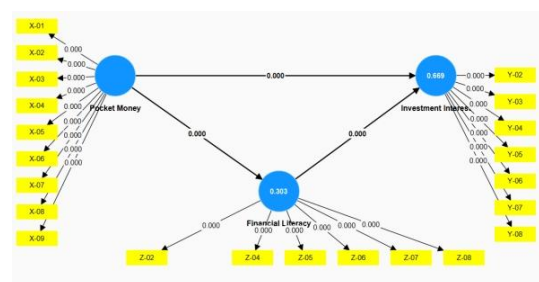 X-01
X-02
X-03
X-04
X-05
X-06
X-07
X-08
X-09
0.000
0.000
0.000
0.000
0.000
0.000
0.000
0.000
0.000
Pocket Money
0.000
0.000
0.000
0.669
Investment Interest
0.000
0.000
0.000
0.000
0.000
0.000
0.000
Y-02
Y-03
Y-04
Y-05
Y-06
Y-07
Y-08
0.303
Financial Literacy
0.000
0.000
0.000
0.000
0.000
0.000
Z-02
Z-04
Z-05
Z-06
Z-07
Z-08